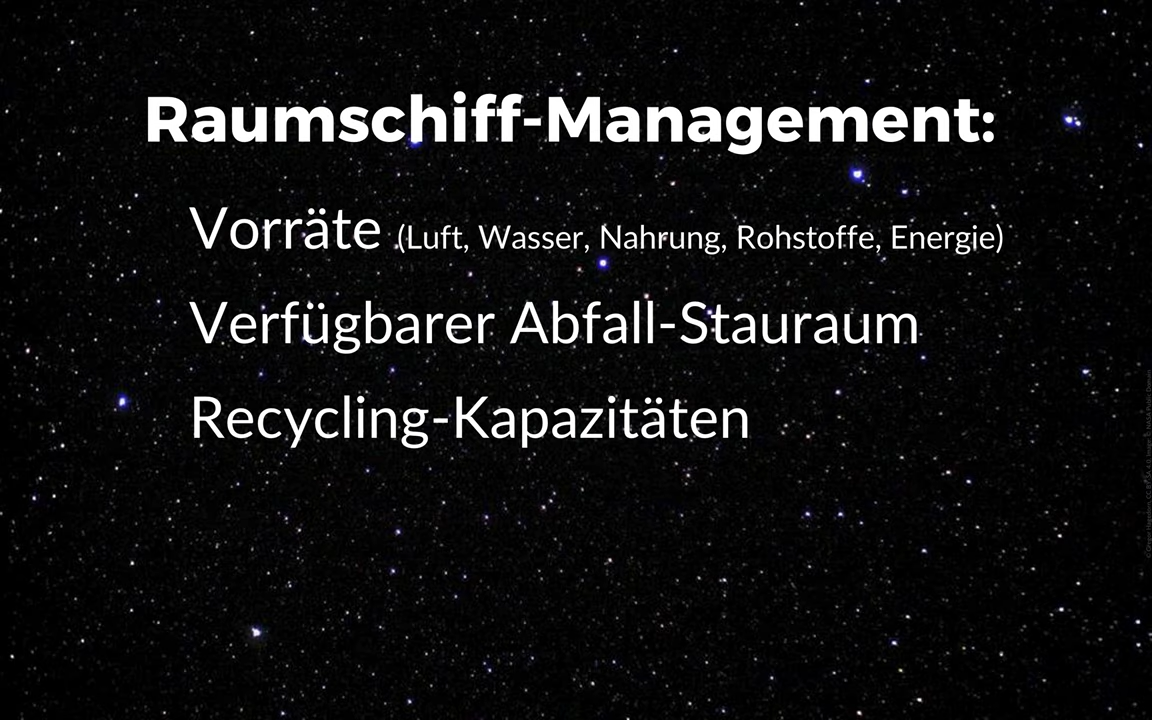 Raumschiff-Management:
Vorräte (Luft, Wasser, Nahrung, Rohstoffe, Energie)
Verfügbarer Abfall-Stauraum
Recycling-Kapazitäten